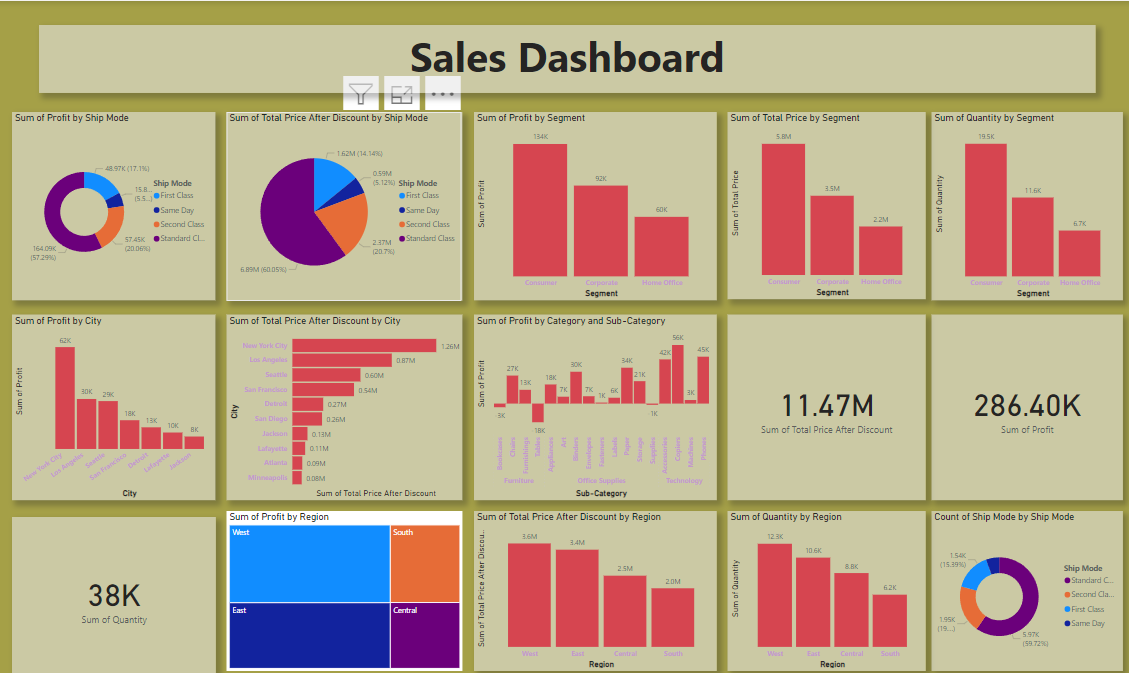 Sales Dashboard
Sum of Profit by Ship Mode
48.97K (17.1%)
15.8...
(5.5...)
57.45K
(20.06%)
164.09K
(57.29%)
Ship Mode
First Class
Same Day
Second Class
Standard Cl...
Sum of Total Price After Discount by Ship Mode
1.62M (14.14%)
0.59M
(5.12%)
2.37M
(20.7%)
6.89M (60.05%)
Ship Mode
First Class
Same Day
Second Class
Standard Class
Sum of Profit by Segment
Sum of Profit
134K
92K
60K
Consumer Corporate Home Office
Segment
Sum of Total Price by Segment
Sum of Total Price
5.8M
3.5M
2.2M
Consumer Corporate Home Office
Segment
Sum of Quantity by Segment
Sum of Quantity
19.5K
11.6K
6.7K
Consumer Corporate Home Office
Segment
Sum of Profit by City
Sum of Profit
62K
30K
29K
18K
13K
10K
8K
New York City
Los Angeles
Seattle
San Francisco
Detroit
Lafayette
Jackson
City
Sum of Total Price After Discount by City
City
New York City 1.26M
Los Angeles 0.87M
Seattle 0.60M
San Francisco 0.54M
Detroit 0.27M
San Diego 0.26M
Jackson 0.13M
Lafayette 0.11M
Atlanta 0.09M
Minneapolis 0.08M
Sum of Total Price After Discount
Sum of Profit by Category and Sub-Category
Sum of Profit
27K
13K
18K
18K
7K
30K
7K
1K
6K
34K
21K
1K
42K
56K
3K
45K
Bookcases
Chairs
Furnishings
Tables
Appliances
Art
Binders
Envelopes
Fasteners
Labels
Paper
Storage
Supplies
Accessories
Copiers
Machines
Phones
Furniture Office Supplies Technology
Sub-Category
11.47M
Sum of Total Price After Discount
286.40K
Sum of Profit
38K
Sum of Quantity
Sum of Profit by Region
West
South
East
Central
Sum of Total Price After Discount by Region
Sum of Total Price After Discou...
3.6M
3.4M
2.5M
2.0M
West East Central South
Region
Sum of Quantity by Region
Sum of Quantity
12.3K
10.6K
8.8K
6.2K
West East Central South
Region
Count of Ship Mode by Ship Mode
1.54K
(15.39%)
1.95K
(19....)
5.97K
(59.72%)
Ship Mode
Standard C...
Second Cla...
First Class
Same Day